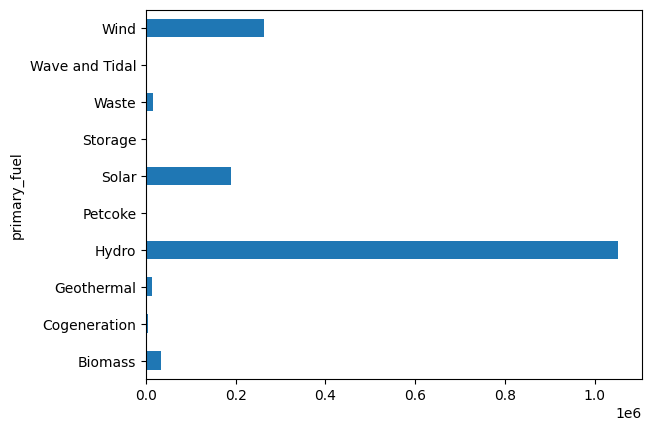 Wind
Wave and Tidal
Waste
Storage
Solar
Petcoke
Hydro
Geothermal
Cogeneration
Biomass
primary_fuel
0.0 0.2 0.4 0.6 0.8 1.0
1e6